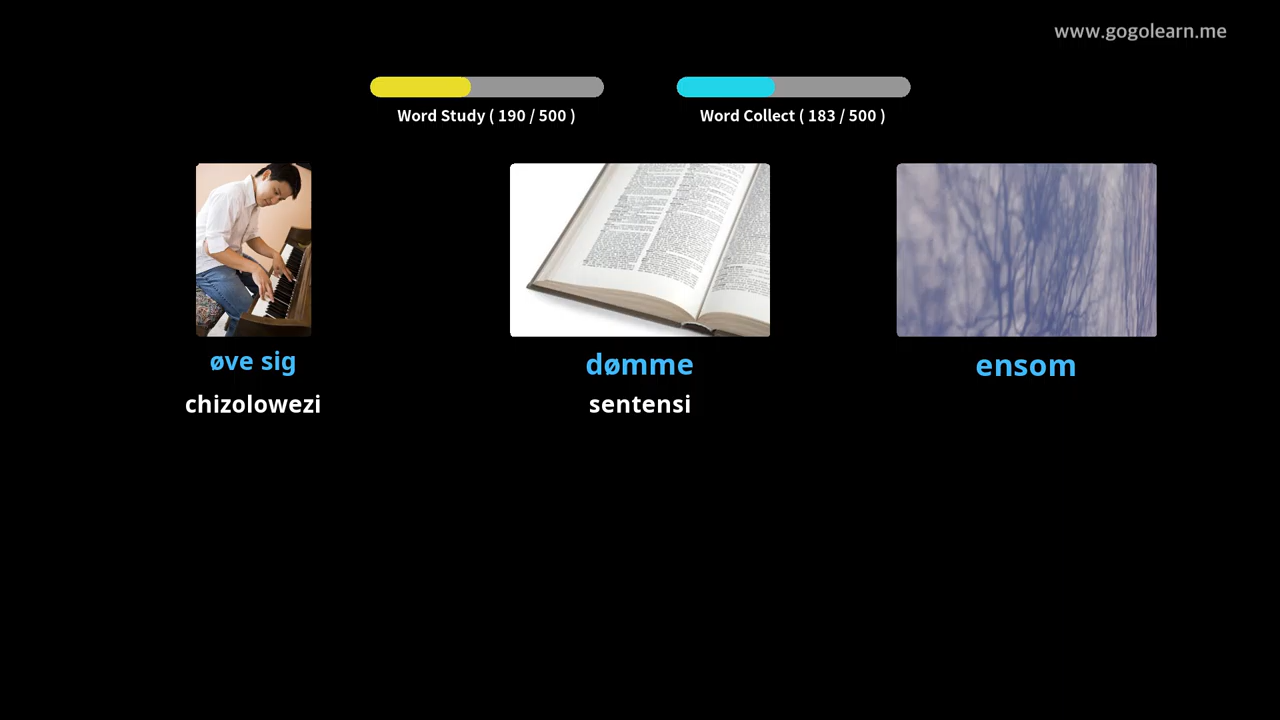 www.gogolearn.me
Word Study ( 190 / 500 )
Word Collect ( 183 / 500 )
øve sig
dømme
ensom
chizolowezi
sentensi